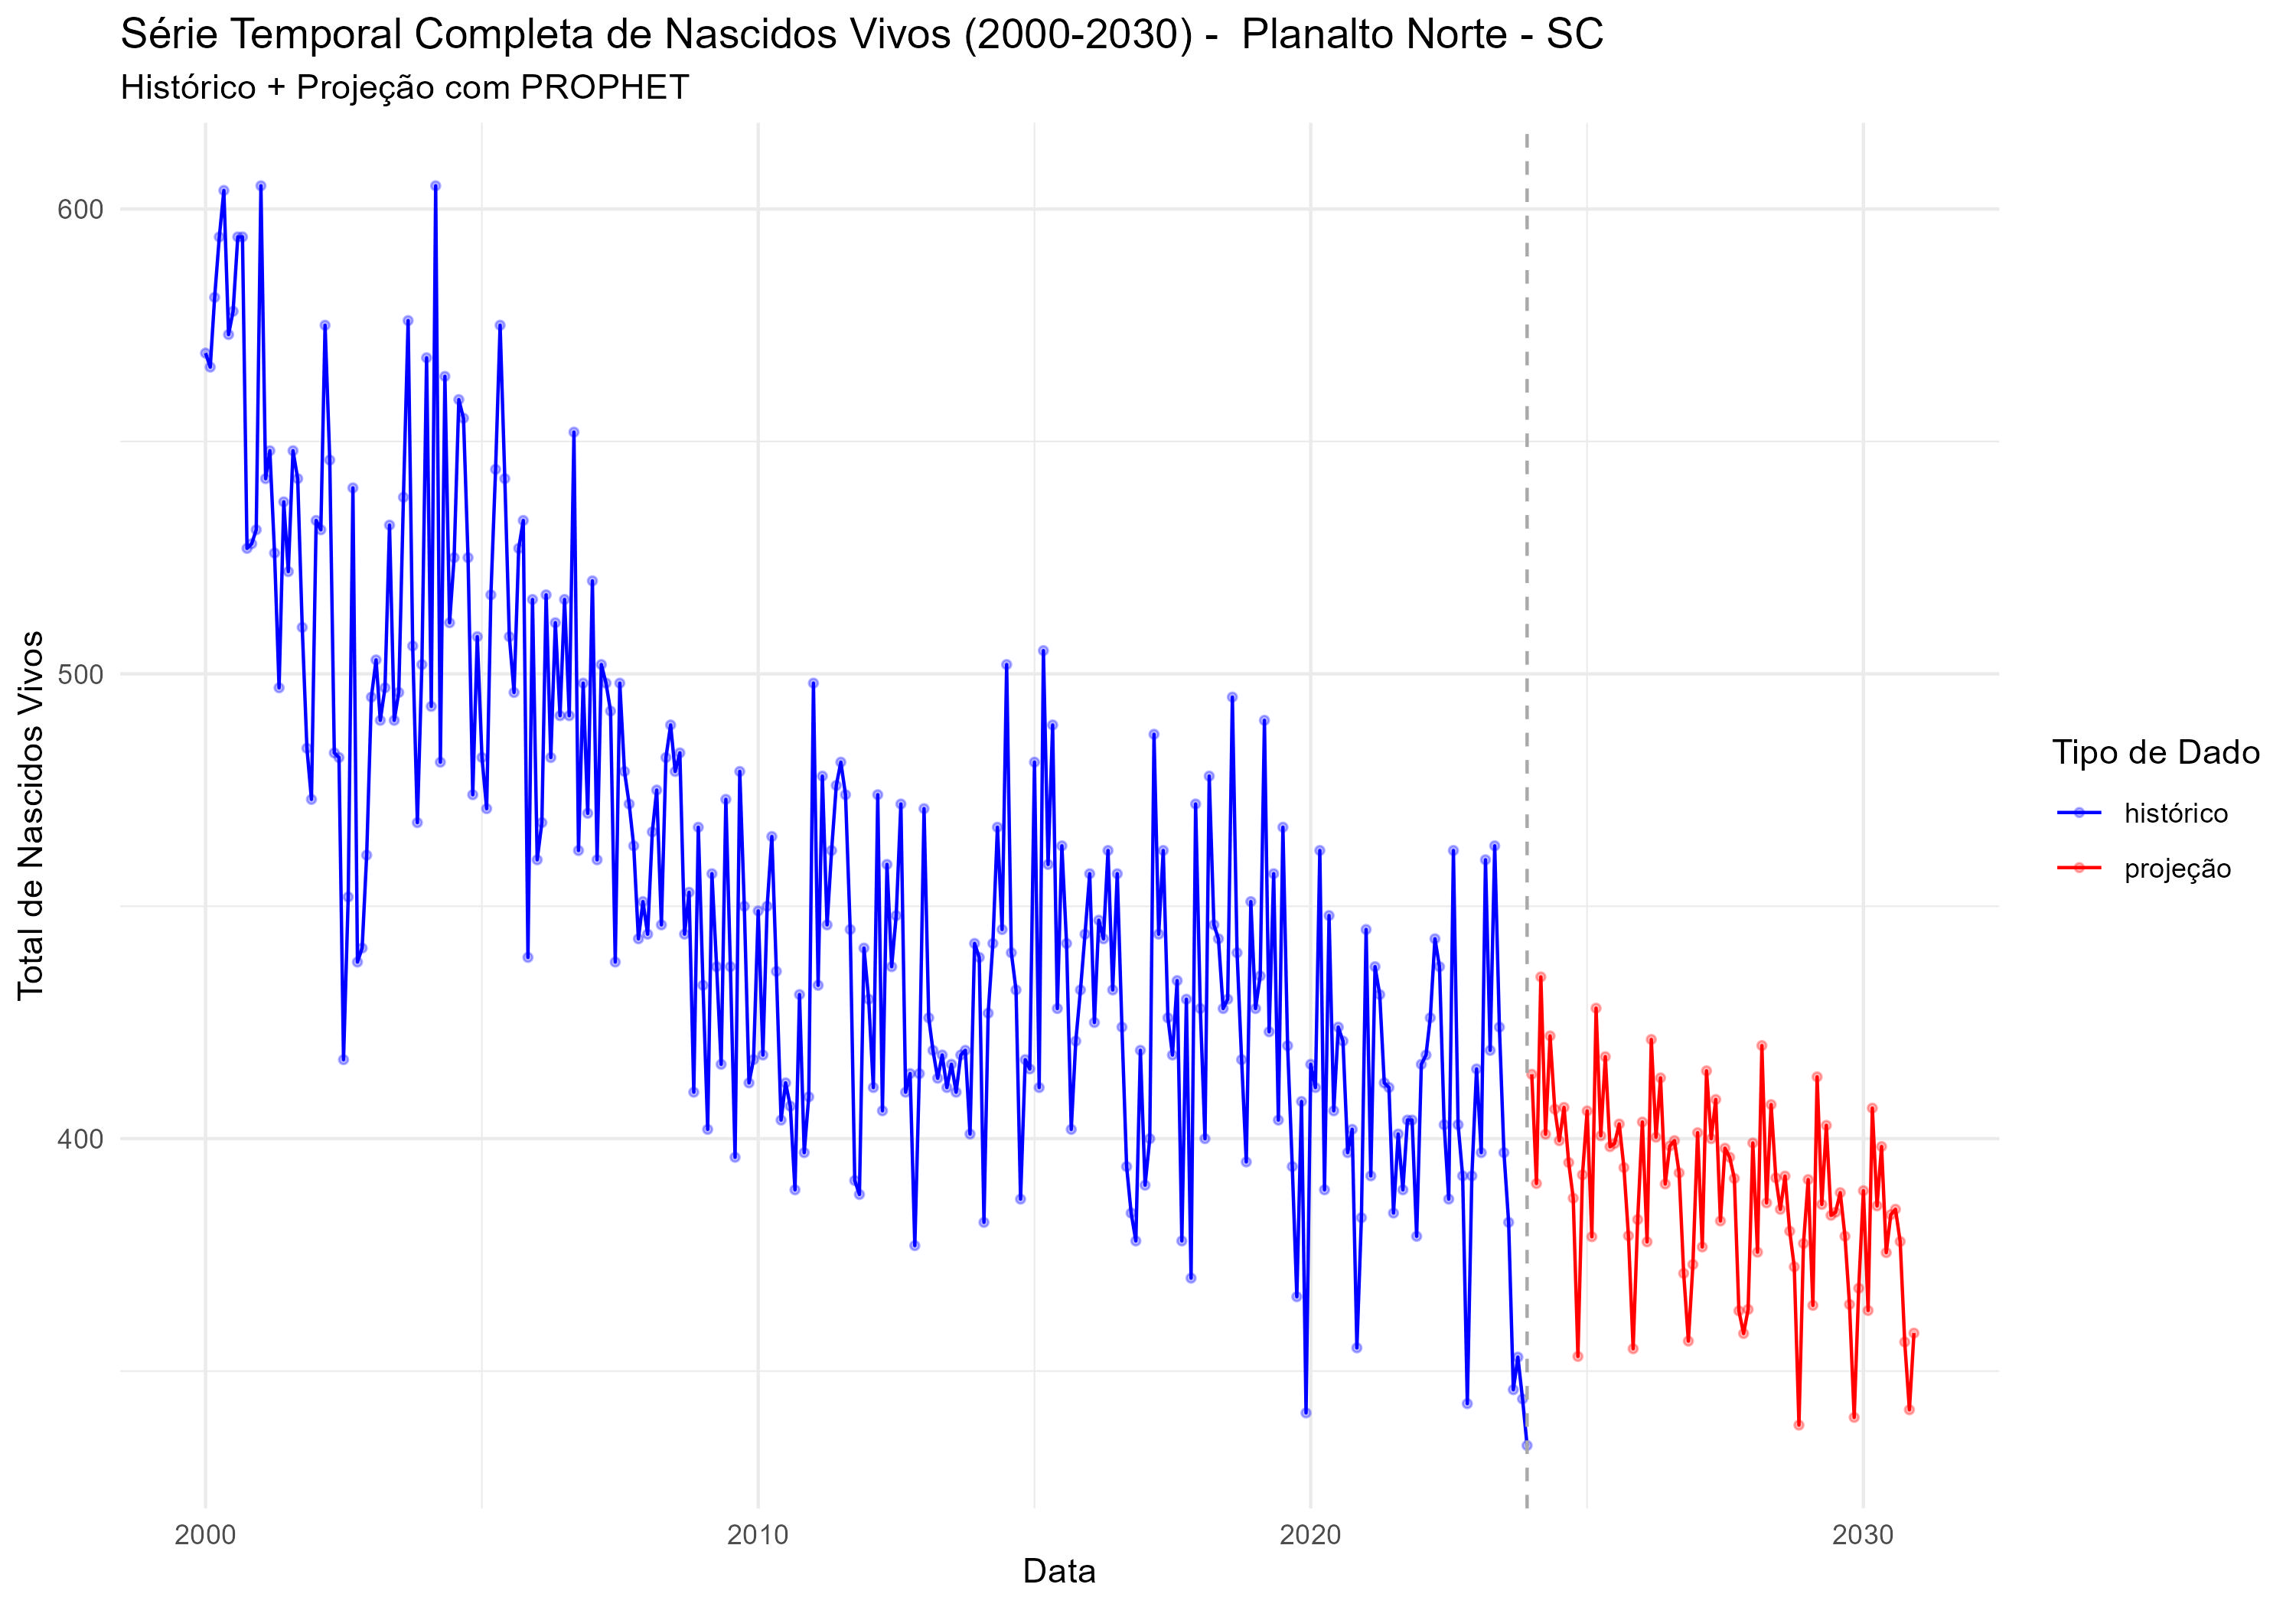 Série Temporal Completa de Nascidos Vivos (2000-2030) -  Planalto Norte - SC
Histórico + Projeção com PROPHET
600
500
400
Total de Nascidos Vivos
2000
2010
2020
2030
Data
Tipo de Dado
histórico
projeção